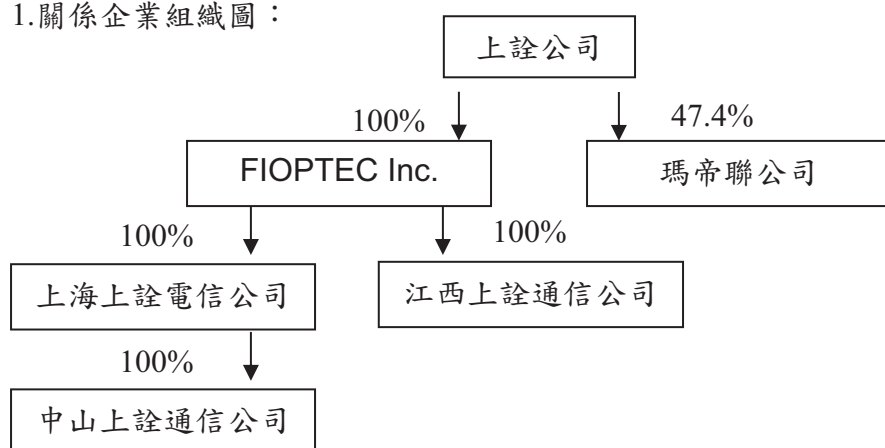 1.關係企業組織圖：
上詮公司
100%
47.4%
FIOPTEC Inc.
瑪帝聯公司
100%
100%
上海上詮電信公司
江西上詮通信公司
100%
中山上詮通信公司